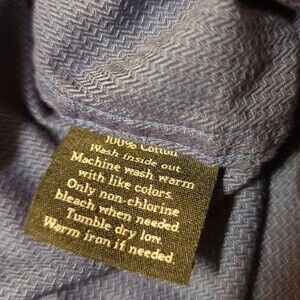 100% Cotton
Wash inside out.
Machine wash warm
with like colors.
Only non-chlorine
bleach when needed.
Tumble dry low.
Warm iron if needed.